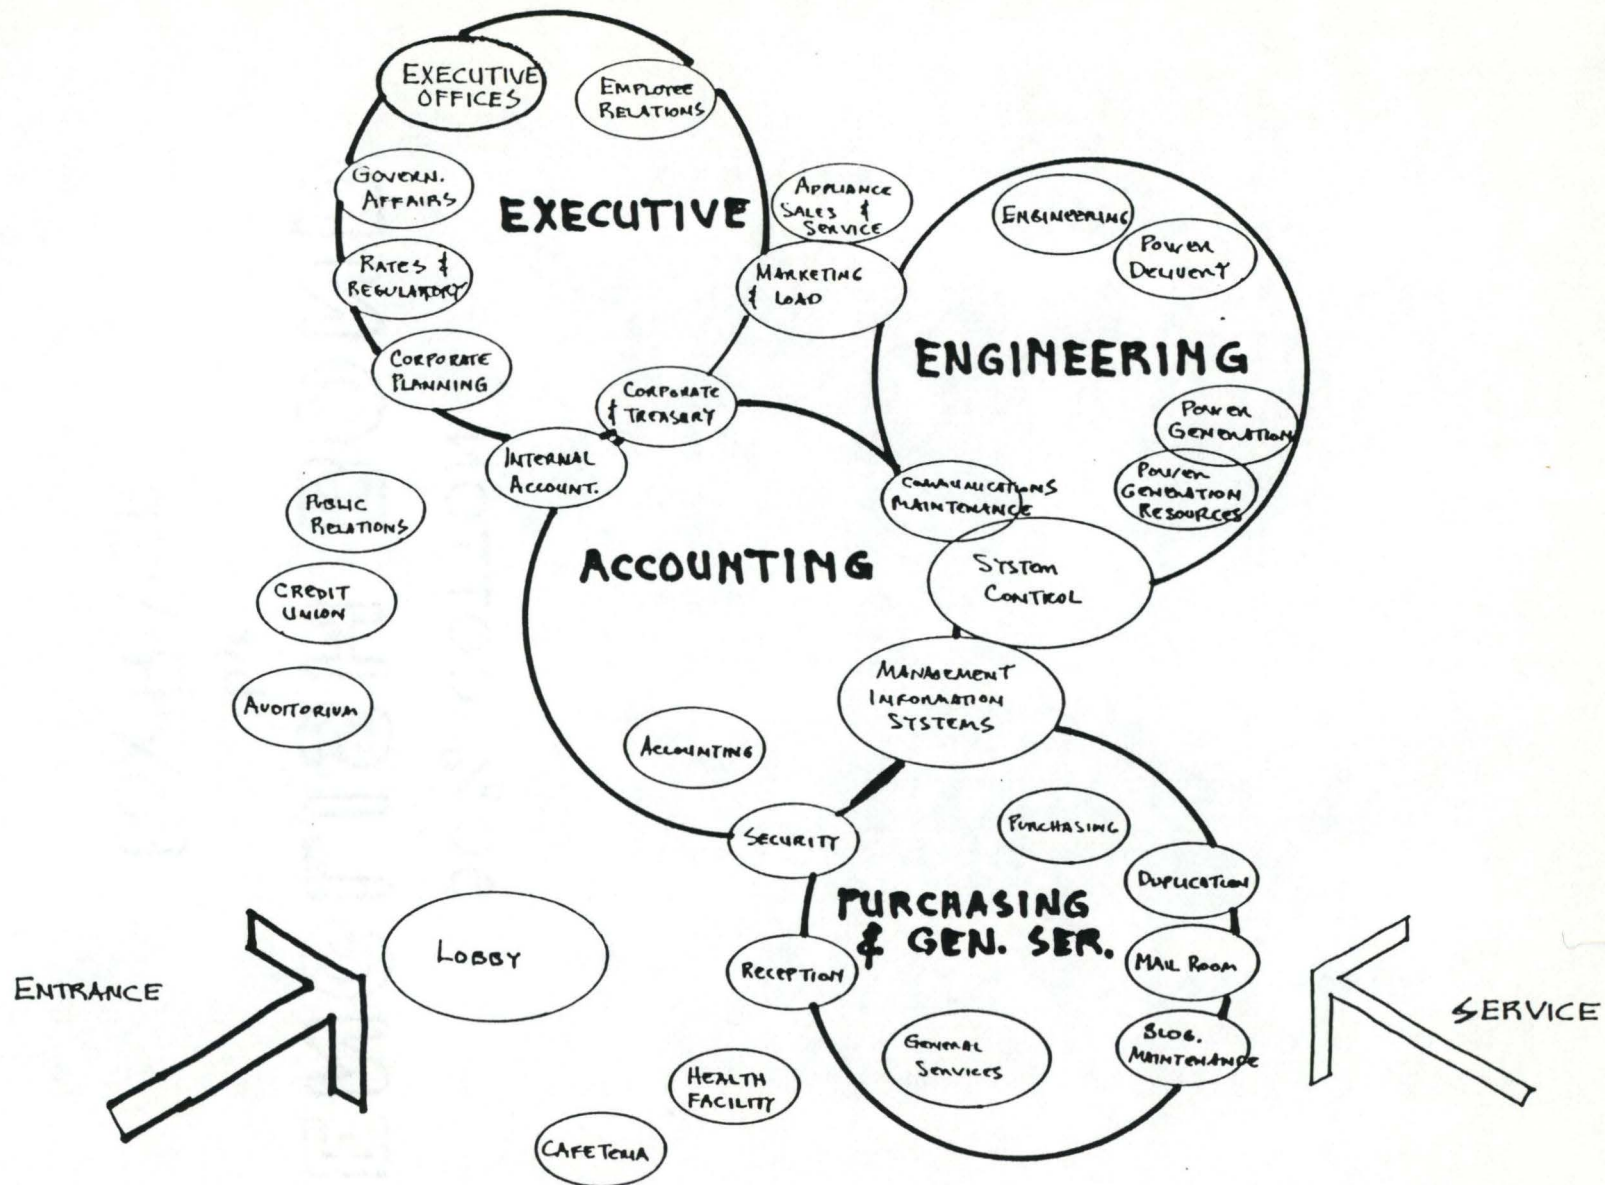 EXECUTIVE
OFFICES
EMPLOYEE
RELATIONS
GOVERN.
AFFAIRS
EXECUTIVE
RATES &
REGULATORY
CORPORATE
PLANNING
CORPORATE
& TREASURY
INTERNAL
ACCOUNT.
APPLIANCE
SALES &
SERVICE
MARKETING
& LOAD
ENGINEERING
POWER
DELIVERY
ENGINEERING
POWER
GENERATION
POWER
GENERATION
RESOURCES
COMMUNICATIONS
MAINTENANCE
SYSTEM
CONTROL
PUBLIC
RELATIONS
CREDIT
UNION
AUDITORIUM
ACCOUNTING
MANAGEMENT
INFORMATION
SYSTEMS
ACCOUNTING
SECURITY
PURCHASING
DUPLICATION
PURCHASING
& GEN. SER.
MAIL ROOM
RECEPTION
BLDG.
MAINTENANCE
GENERAL
SERVICES
LOBBY
ENTRANCE
SERVICE
HEALTH
FACILITY
CAFETERIA